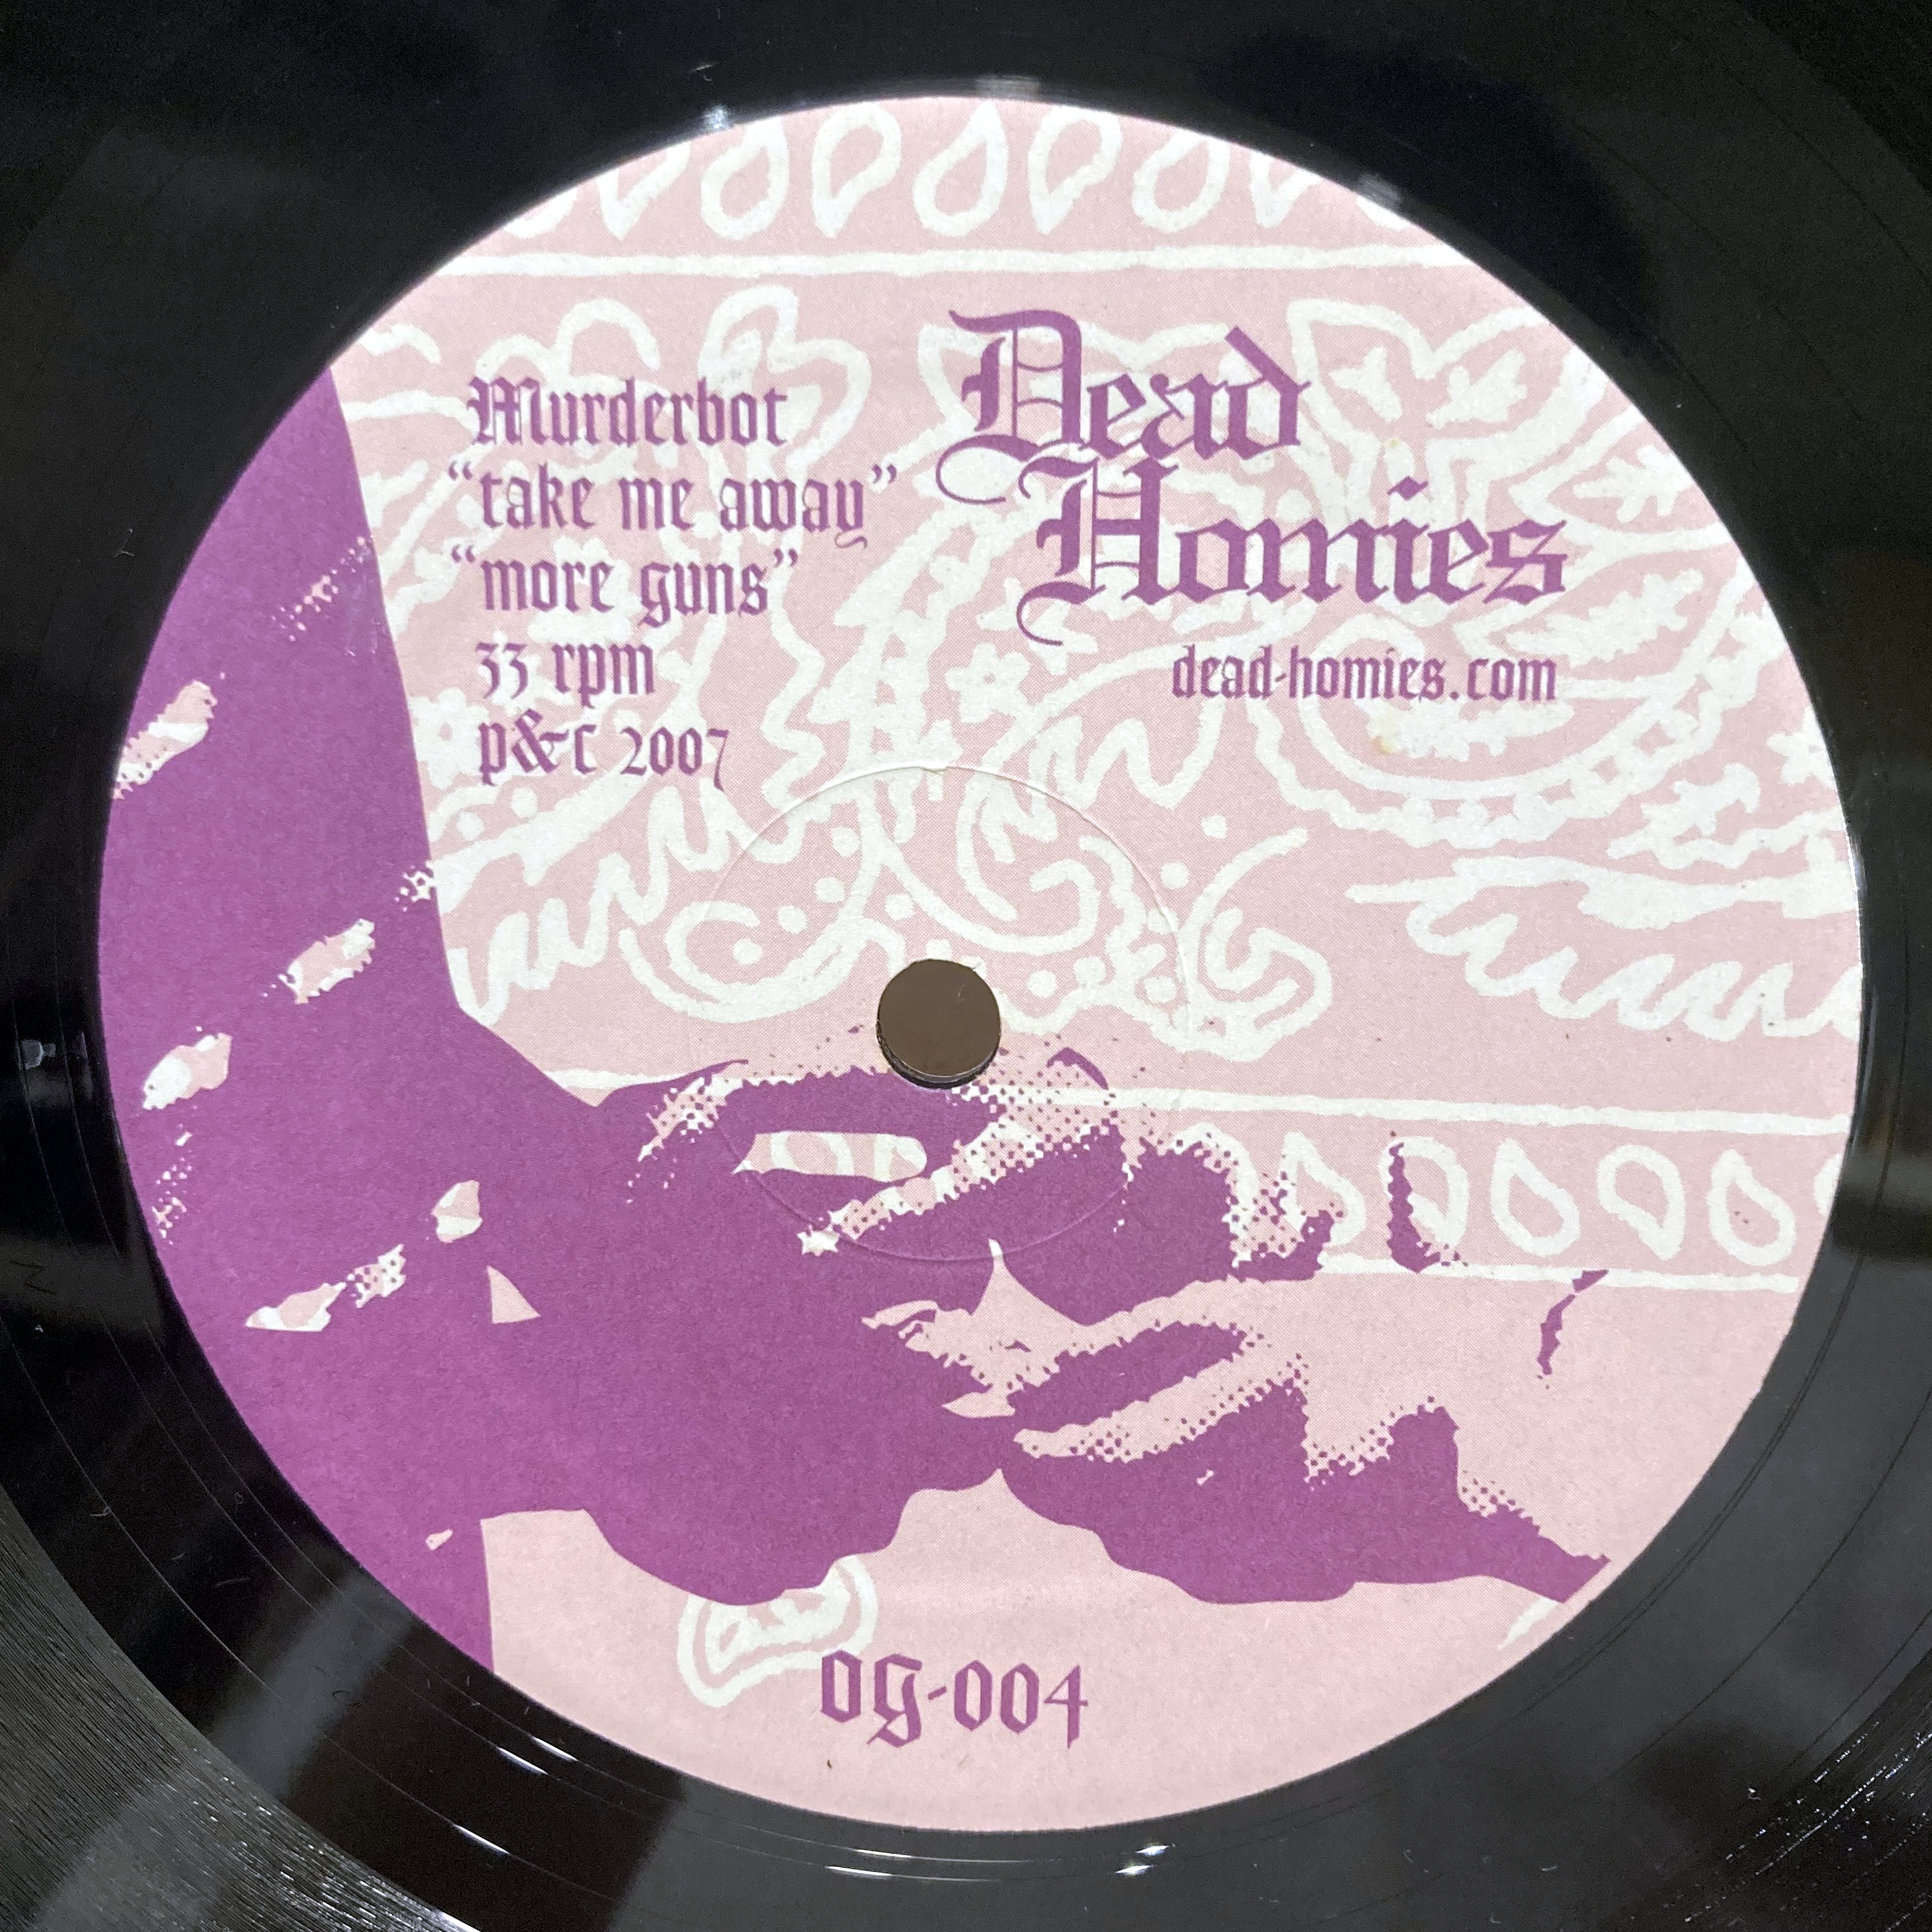 Murderbot
“take me away”
“more guns”
33 rpm
p&c 2007
Dead
Homies
dead-homies.com
OG-004